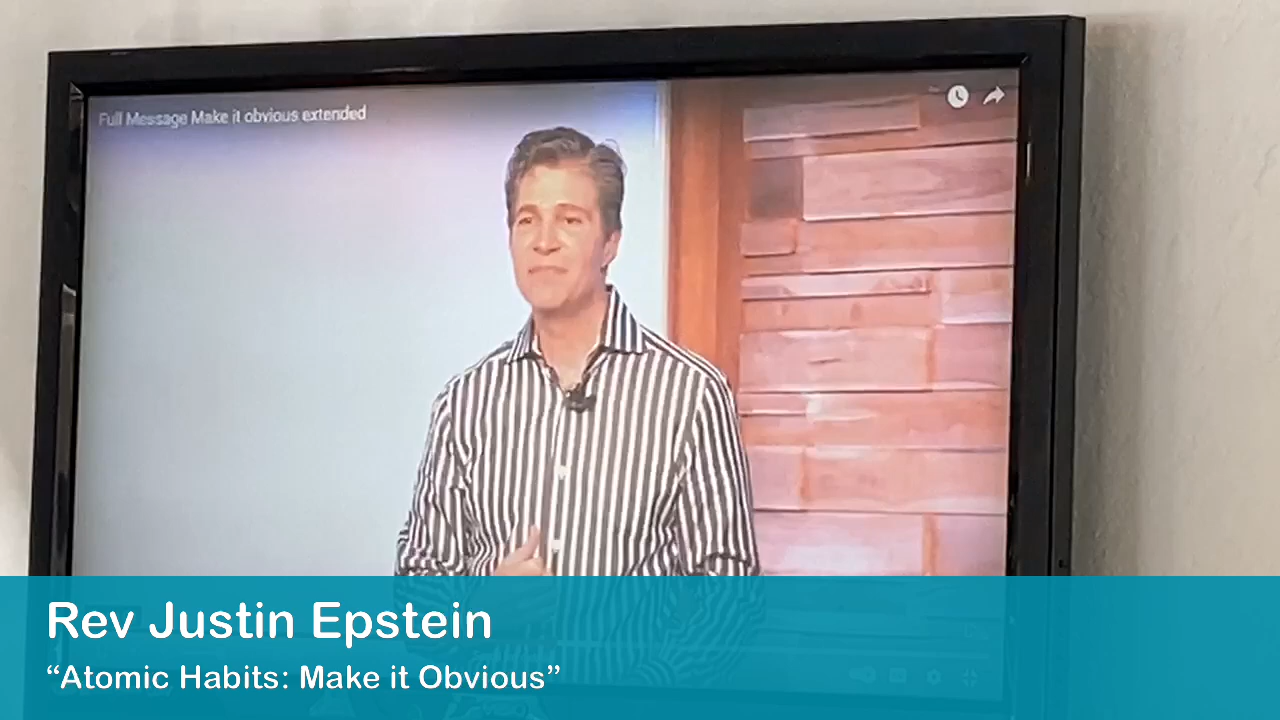 Full Message Make it obvious extended
Rev Justin Epstein
“Atomic Habits: Make it Obvious”